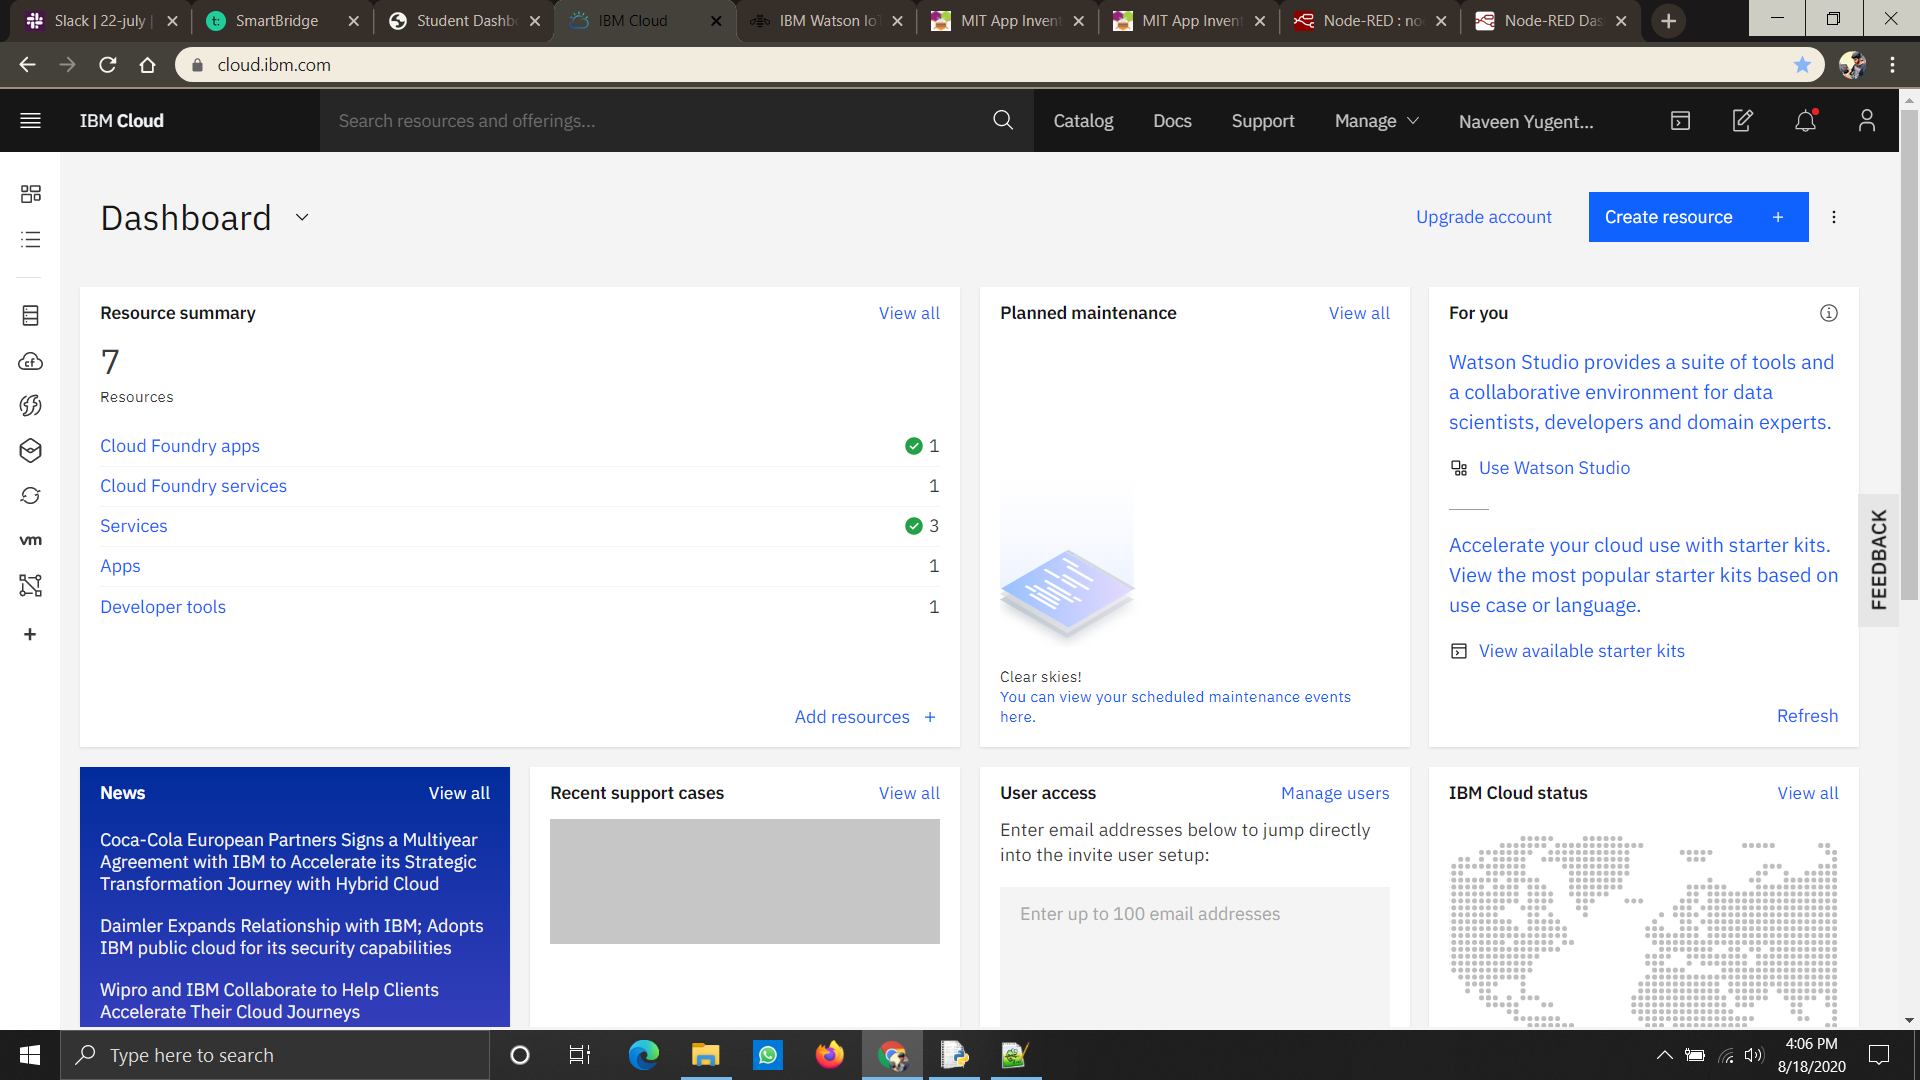 Slack | 22-july |
SmartBridge
Student Dashb
IBM Cloud
IBM Watson Io
MIT App Invent
MIT App Invent
Node-RED : no
Node-RED Das
cloud.ibm.com
IBM Cloud
Search resources and offerings...
Catalog
Docs
Support
Manage
Naveen Yugent...
Dashboard
Upgrade account
Create resource +
Resource summary
View all
7
Resources
Cloud Foundry apps 1
Cloud Foundry services 1
Services 3
Apps 1
Developer tools 1
Add resources +
Planned maintenance
View all
Clear skies!
You can view your scheduled maintenance events
here.
For you
Watson Studio provides a suite of tools and
a collaborative environment for data
scientists, developers and domain experts.
Use Watson Studio
Accelerate your cloud use with starter kits.
View the most popular starter kits based on
use case or language.
View available starter kits
Refresh
FEEDBACK
cf
vm
News
View all
Coca-Cola European Partners Signs a Multiyear
Agreement with IBM to Accelerate its Strategic
Transformation Journey with Hybrid Cloud
Daimler Expands Relationship with IBM; Adopts
IBM public cloud for its security capabilities
Wipro and IBM Collaborate to Help Clients
Accelerate Their Cloud Journeys
Recent support cases
View all
User access
Manage users
Enter email addresses below to jump directly
into the invite user setup:
Enter up to 100 email addresses
IBM Cloud status
View all
Type here to search
4:06 PM
8/18/2020